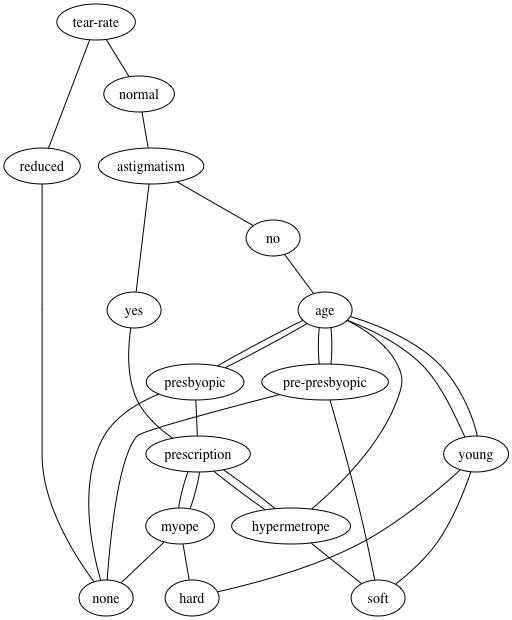 tear-rate
normal
reduced
astigmatism
no
yes
age
presbyopic
pre-presbyopic
prescription
young
myope
hypermetrope
none
hard
soft